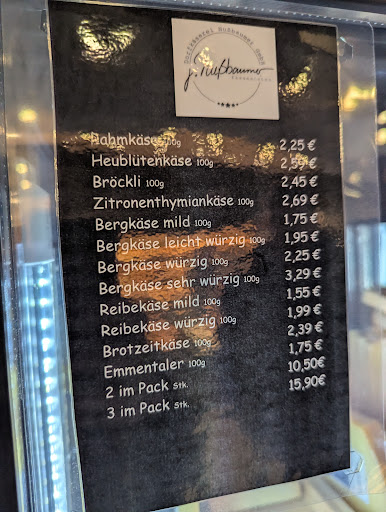 Dorfkäserei Nußbaumer GmbH
J. Nußbaumer
Rahmkäse 100g 2,25 €
Heublütenkäse 100g 2,59 €
Bröckli 100g 2,45 €
Zitronenthymiankäse 100g 2,69 €
Bergkäse mild 100g 1,75 €
Bergkäse leicht würzig 100g 1,95 €
Bergkäse würzig 100g 2,25 €
Bergkäse sehr würzig 100g 3,29 €
Reibekäse mild 100g 1,55 €
Reibekäse würzig 100g 1,99 €
Brotzeitkäse 100g 2,39 €
Emmentaler 100g 1,75 €
2 im Pack Stk. 10,50€
3 im Pack Stk. 15,90€